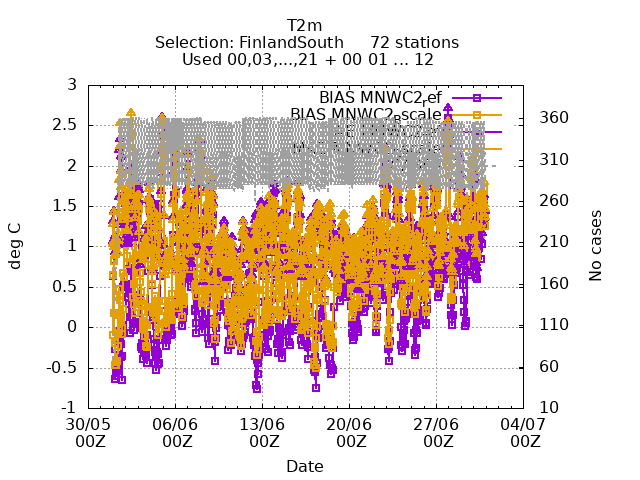 T2m
Selection: FinlandSouth 72 stations
Used 00,03,...,21 + 00 01 ... 12
BIAS MNWC2_ref
BIAS MNWC2_Rscale
3
2.5
2
1.5
1
0.5
0
-0.5
-1
deg C
360
310
260
210
160
110
60
10
No cases
30/05 06/06 13/06 20/06 27/06 04/07
00Z 00Z 00Z 00Z 00Z 00Z
Date